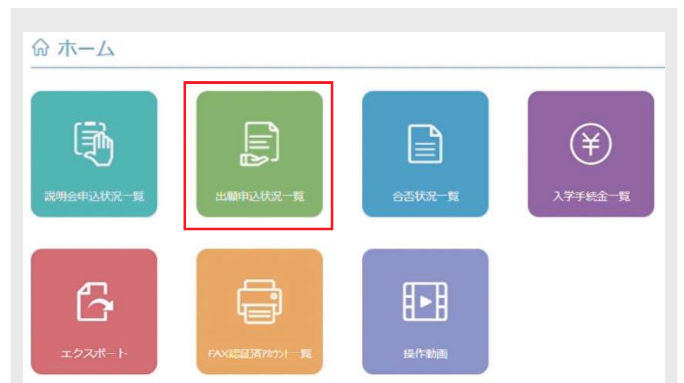 ホーム
説明会申込状況一覧
出願申込状況一覧
合否状況一覧
入学手続金一覧
エクスポート
FAX認証済アカウント一覧
操作動画